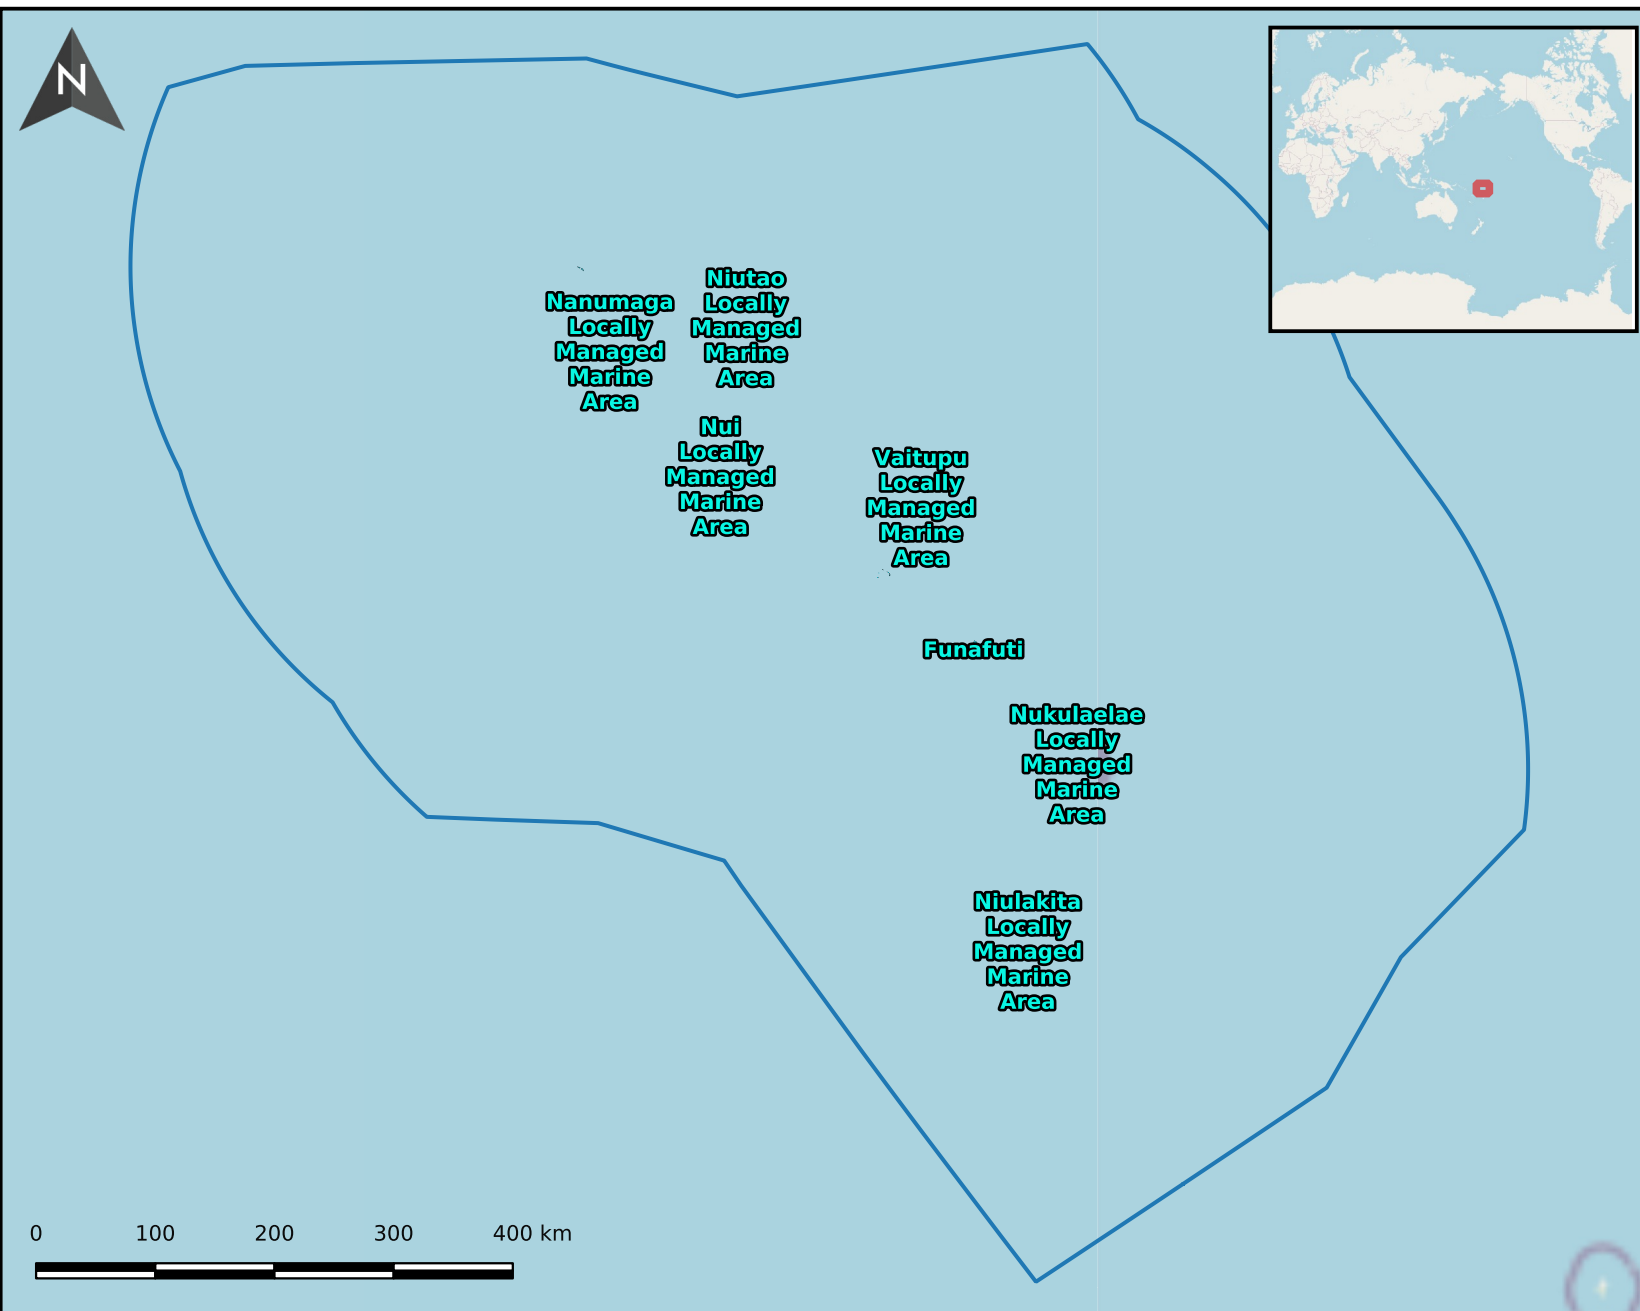 N
Niutao
Locally
Managed
Marine
Area
Nanumaga
Locally
Managed
Marine
Area
Nui
Locally
Managed
Marine
Area
Vaitupu
Locally
Managed
Marine
Area
Funafuti
Nukulaelae
Locally
Managed
Marine
Area
Niulakita
Locally
Managed
Marine
Area
0 100 200 300 400 km